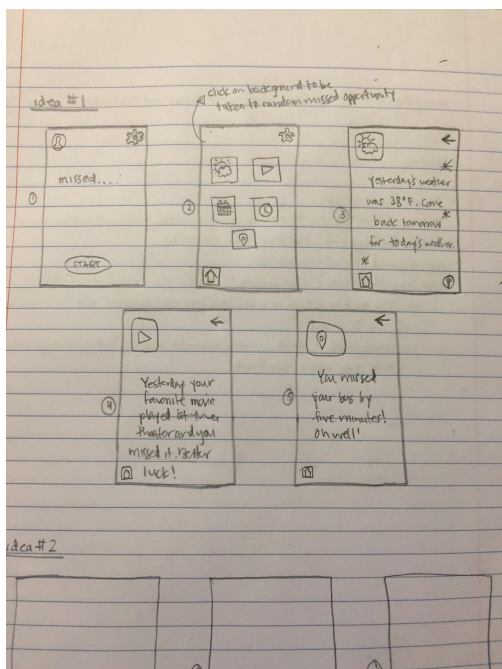 idea #1
click on background to be
taken to random missed opportunity
①
missed....:
START
②
③
Yesterday's weather
was 38°F. Come
back tomorrow
for today's weather.
④
Yesterday your
favorite movie
played at the
theater and you
missed it. Better
luck!
⑤
You missed
your bus by
five minutes!
oh well!
idea #2